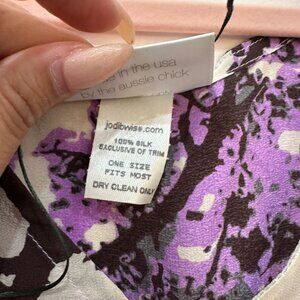 in the usa
by the aussie chick
jodibwise.com
100% SILK
EXCLUSIVE OF TRIM
ONE SIZE
FITS MOST
DRY CLEAN ONLY